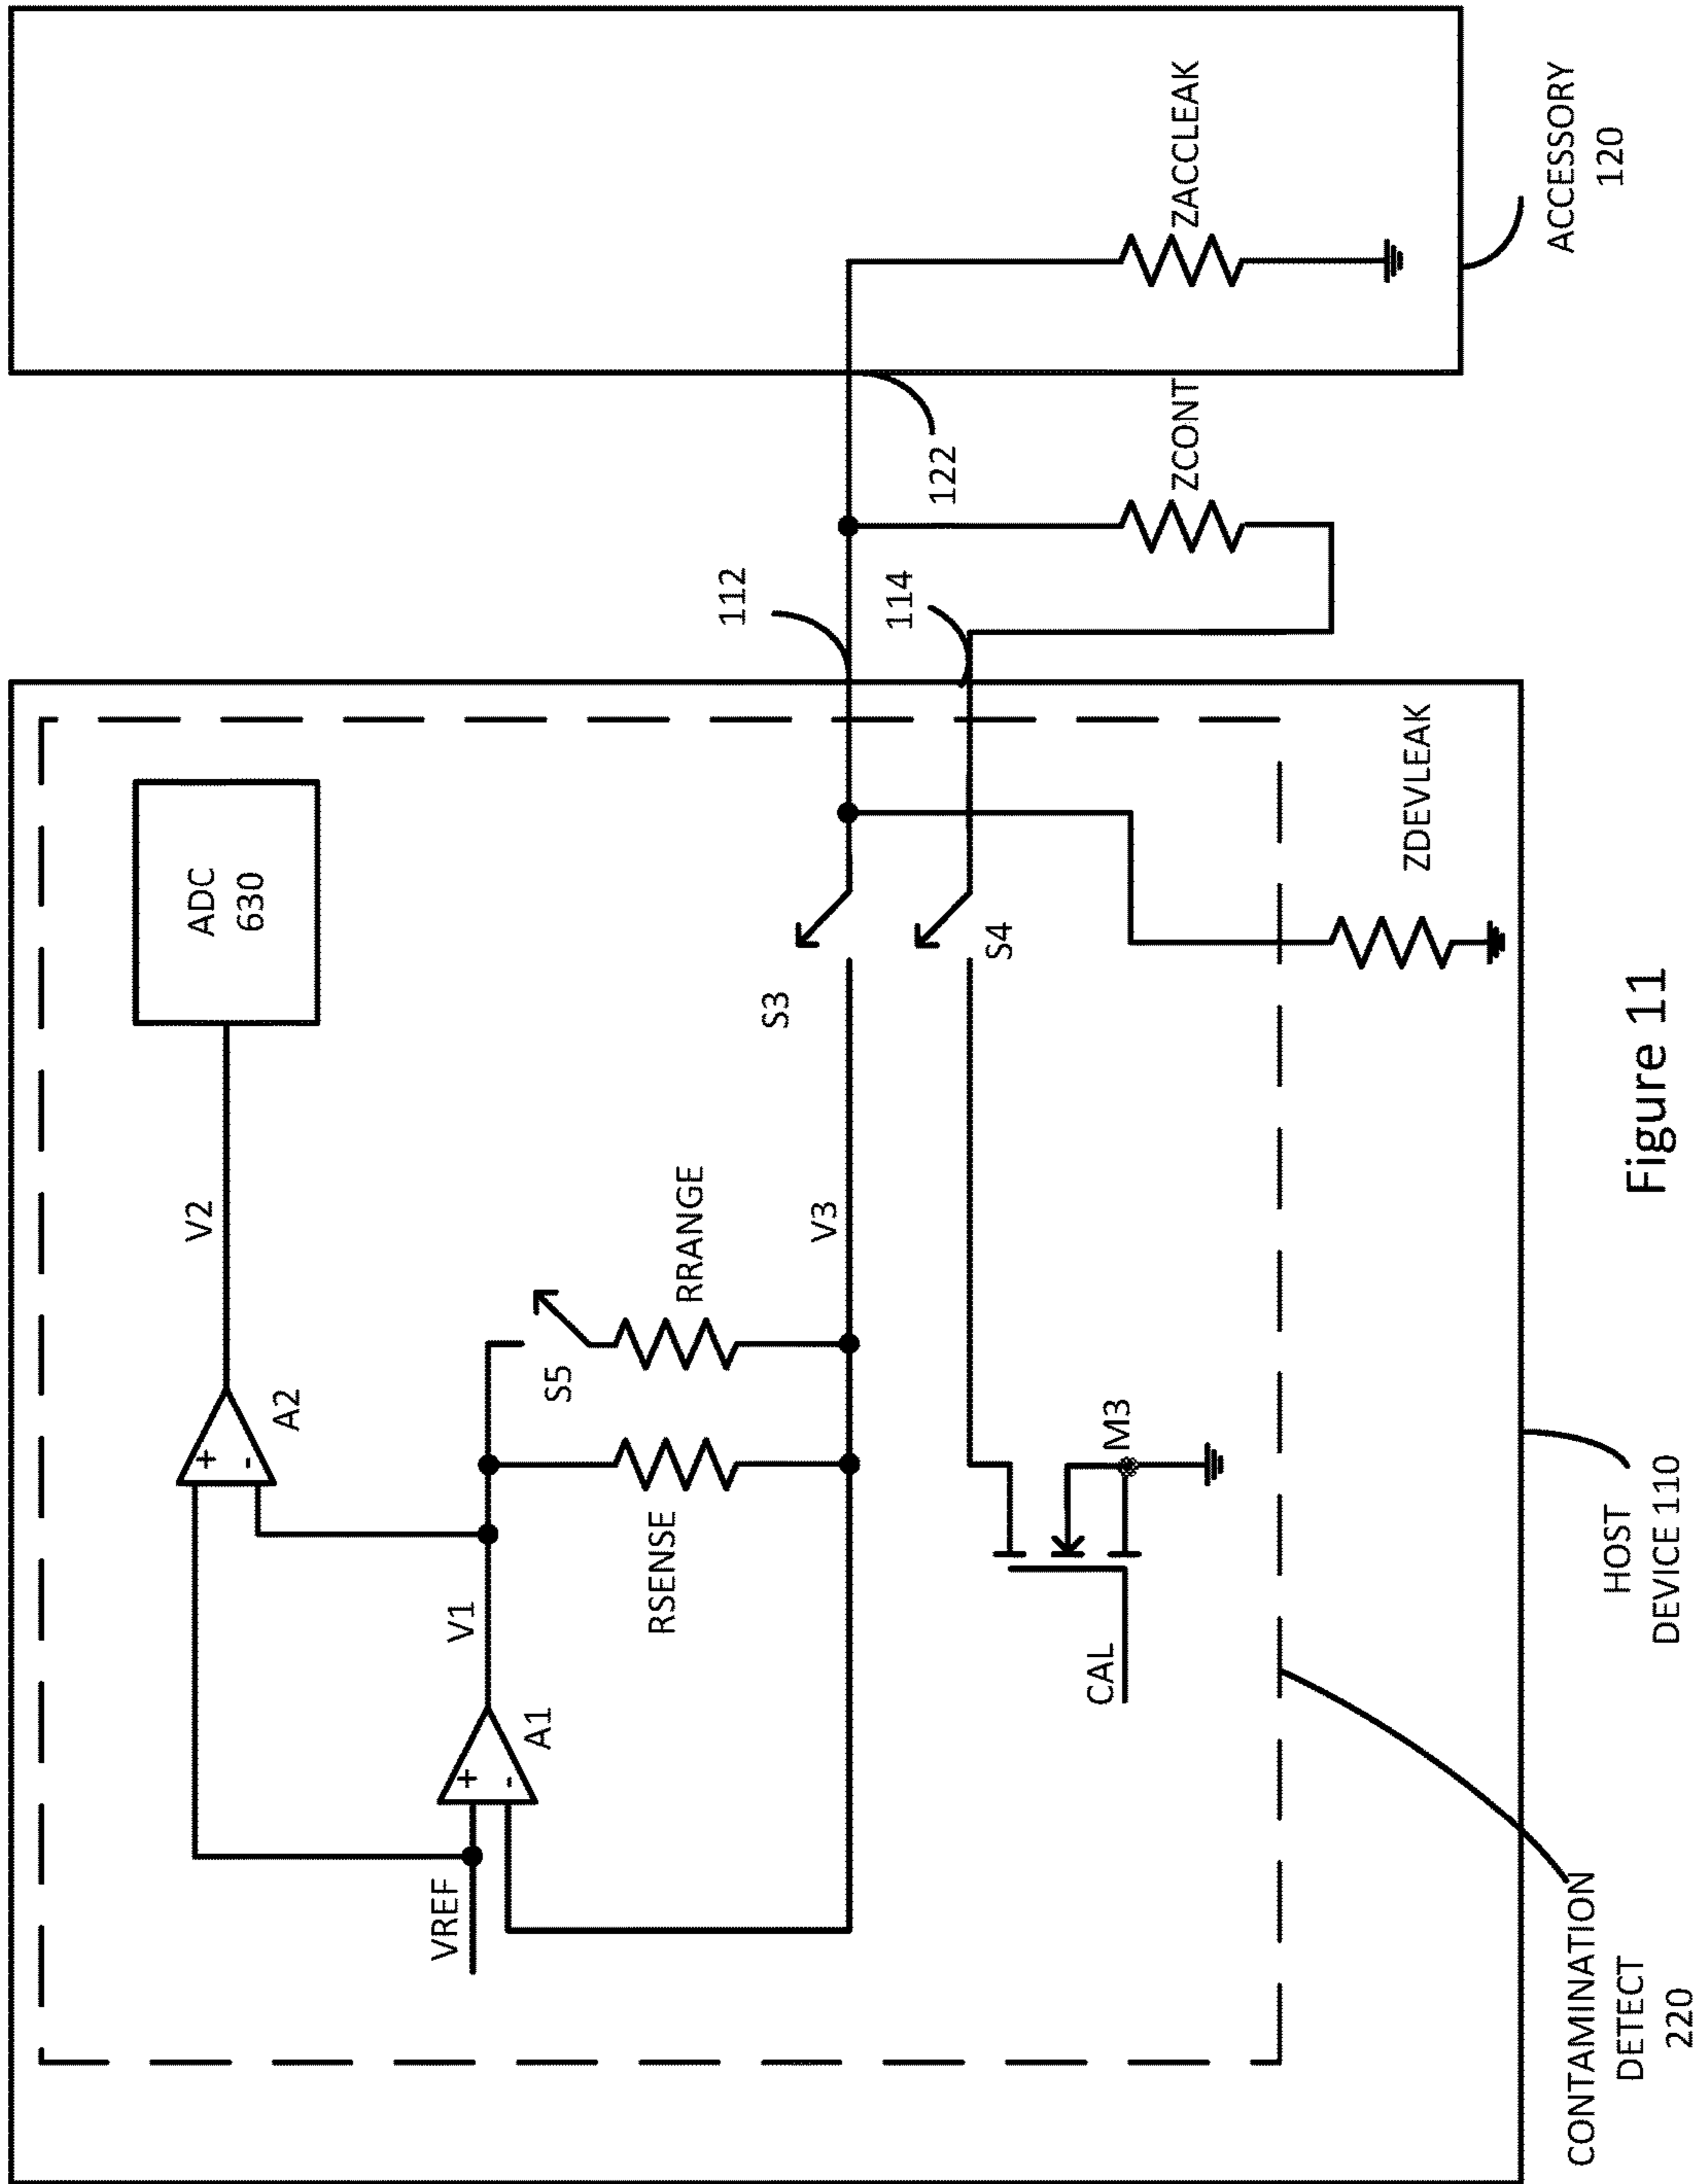 ADC
630
V2
A2
+
-
VREF
V1
A1
+
-
RSENSE
S5
RRANGE
V3
S3
S4
CAL
M3
ZDEVLEAK
112
114
122
ZCONT
ZACCLEAK
ACCESSORY
120
HOST
DEVICE 110
CONTAMINATION
DETECT
220
Figure 11